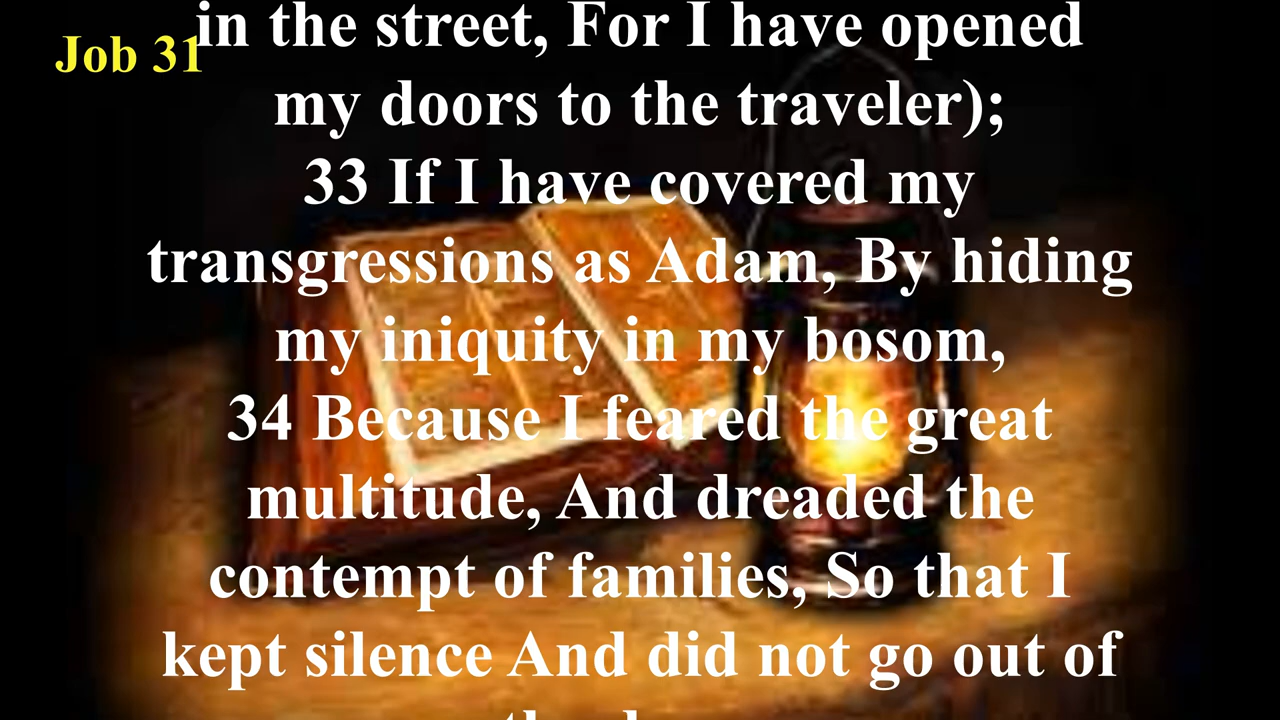 Job 31
in the street, For I have opened
my doors to the traveler);
33 If I have covered my
transgressions as Adam, By hiding
my iniquity in my bosom,
34 Because I feared the great
multitude, And dreaded the
contempt of families, So that I
kept silence And did not go out of